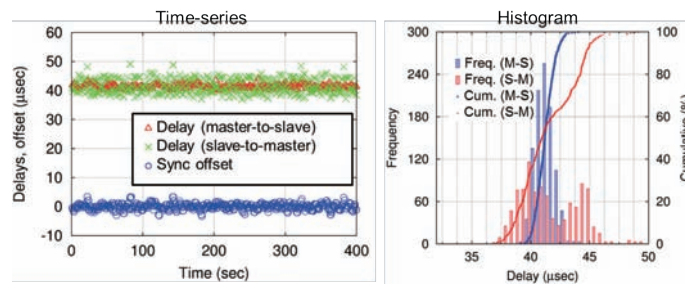 Time-series
Histogram
Delays, offset (μsec)
60
50
40
30
20
10
0
-10
Delay (master-to-slave)
Delay (slave-to-master)
Sync offset
0
100
200
300
400
Time (sec)
Frequency
300
240
180
120
60
0
Freq. (M-S)
Freq. (S-M)
Cum. (M-S)
Cum. (S-M)
100
80
60
40
20
0
Cumulative (%)
35
40
45
50
Delay (μsec)